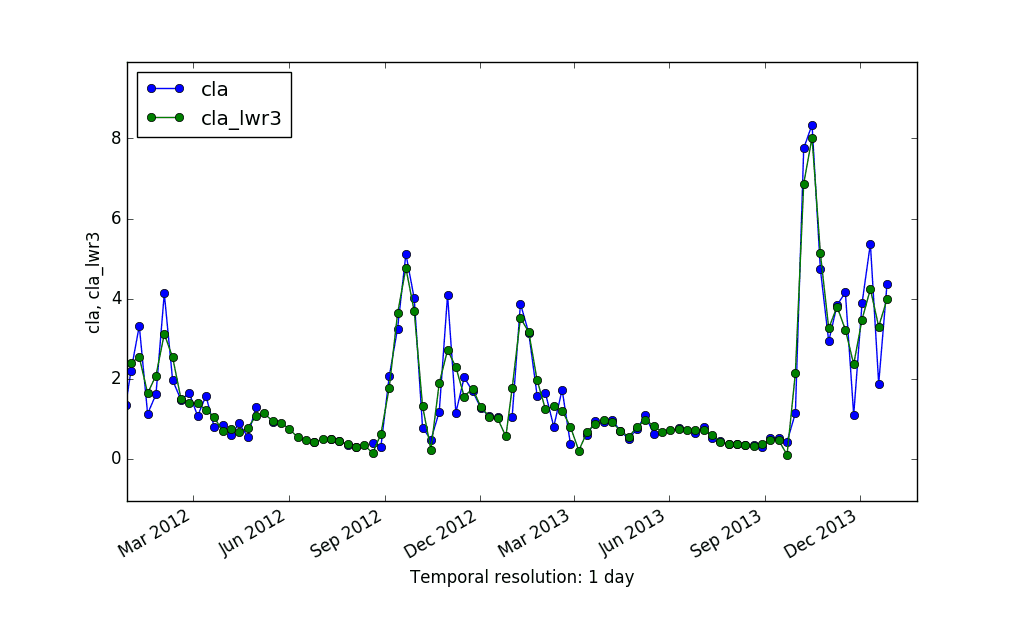 cla
cla_lwr3
8
6
4
2
0
cla, cla_lwr3
Mar 2012
Jun 2012
Sep 2012
Dec 2012
Mar 2013
Jun 2013
Sep 2013
Dec 2013
Temporal resolution: 1 day